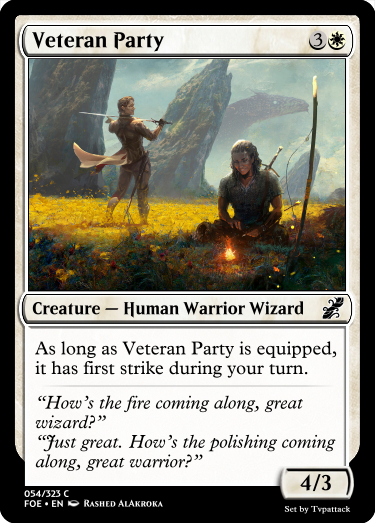 Veteran Party 3
Creature — Human Warrior Wizard
As long as Veteran Party is equipped,
it has first strike during your turn.
“How's the fire coming along, great
wizard?”
“Just great. How's the polishing coming
along, great warrior?”
4/3
054/323 C
FOE • EN Rashed AlAkroka
Set by Tvpattack